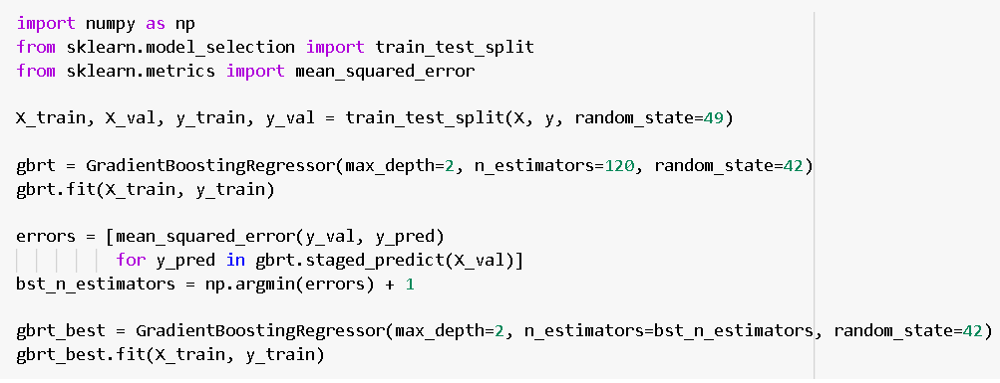 import numpy as np
from sklearn.model_selection import train_test_split
from sklearn.metrics import mean_squared_error
X_train, X_val, y_train, y_val = train_test_split(X, y, random_state=49)
gbrt = GradientBoostingRegressor(max_depth=2, n_estimators=120, random_state=42)
gbrt.fit(X_train, y_train)
errors = [mean_squared_error(y_val, y_pred)
          for y_pred in gbrt.staged_predict(X_val)]
bst_n_estimators = np.argmin(errors) + 1
gbrt_best = GradientBoostingRegressor(max_depth=2, n_estimators=bst_n_estimators, random_state=42)
gbrt_best.fit(X_train, y_train)